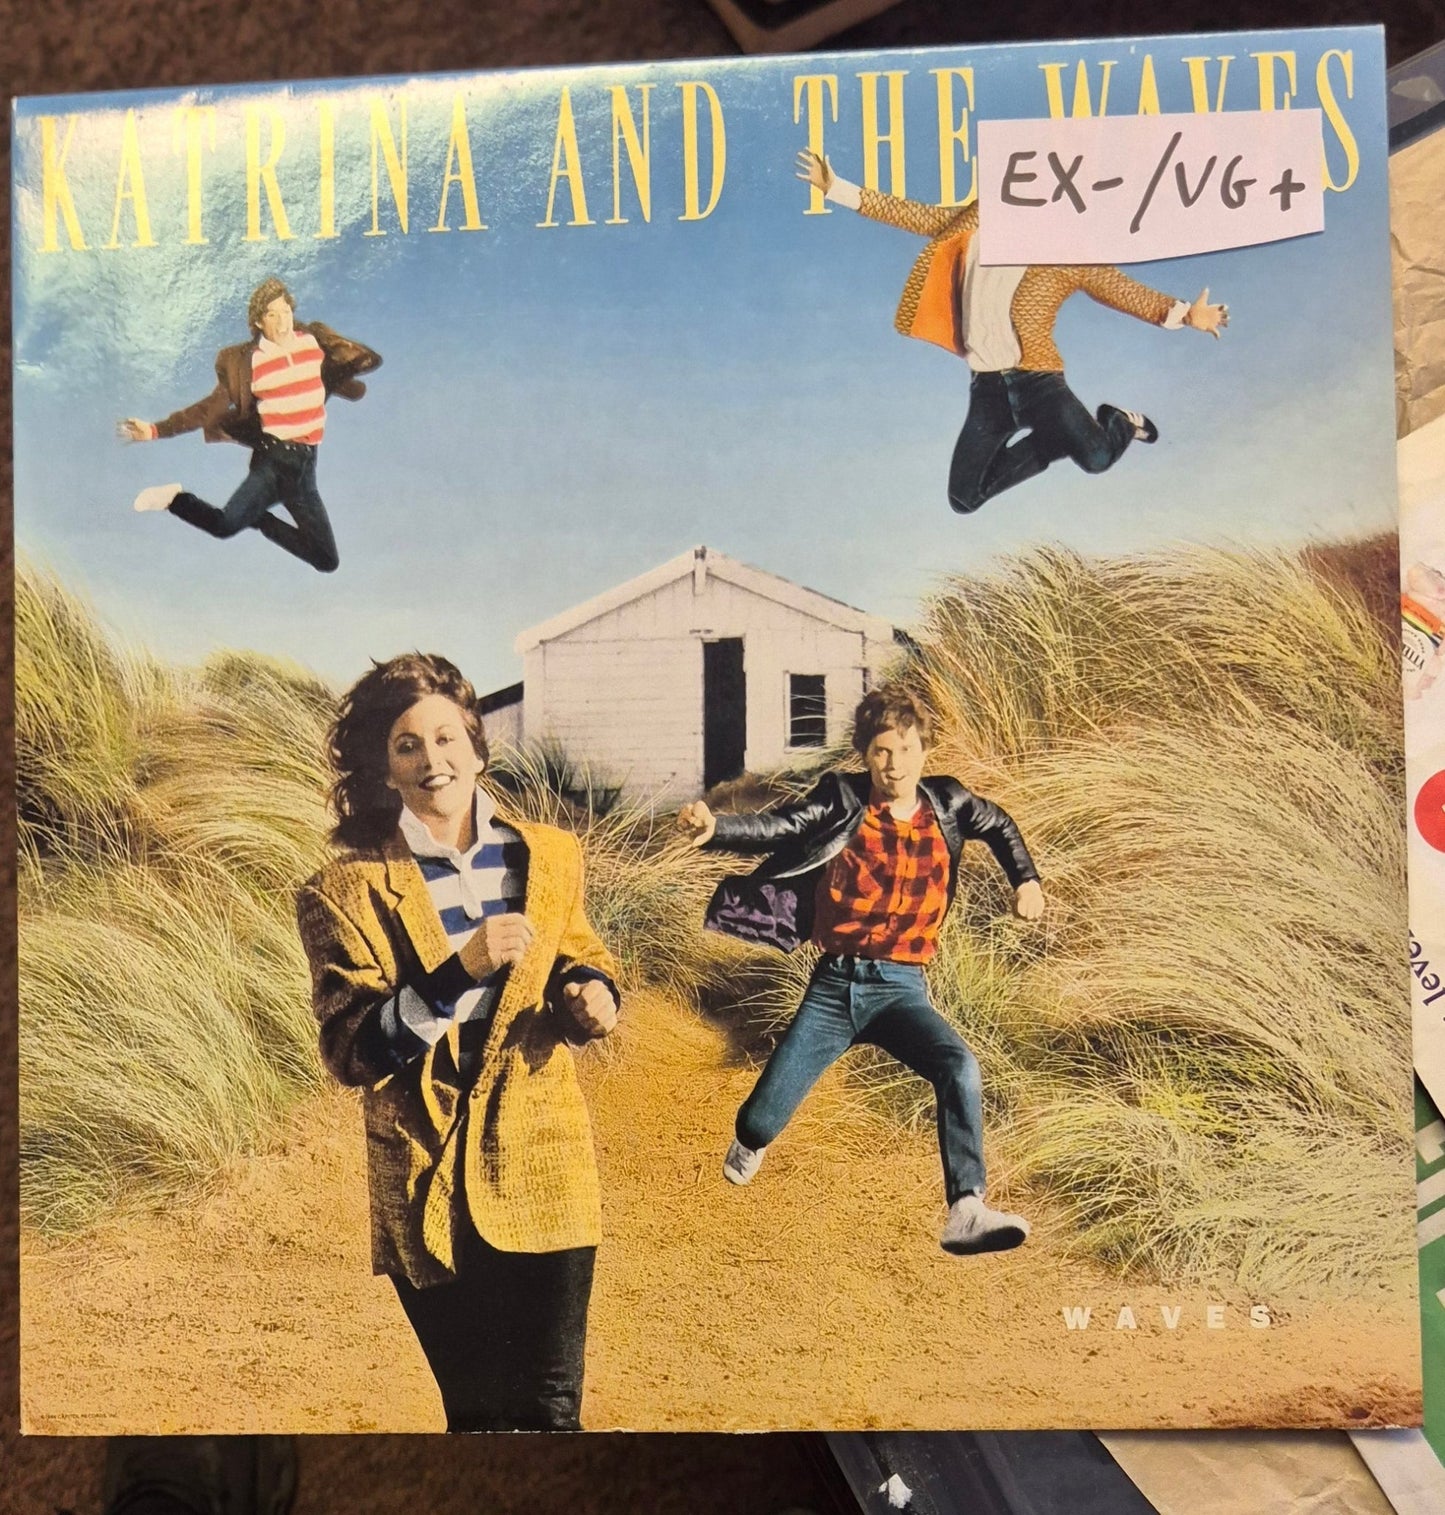 KATRINA AND THE WAVES
EX-/VG+
WAVES